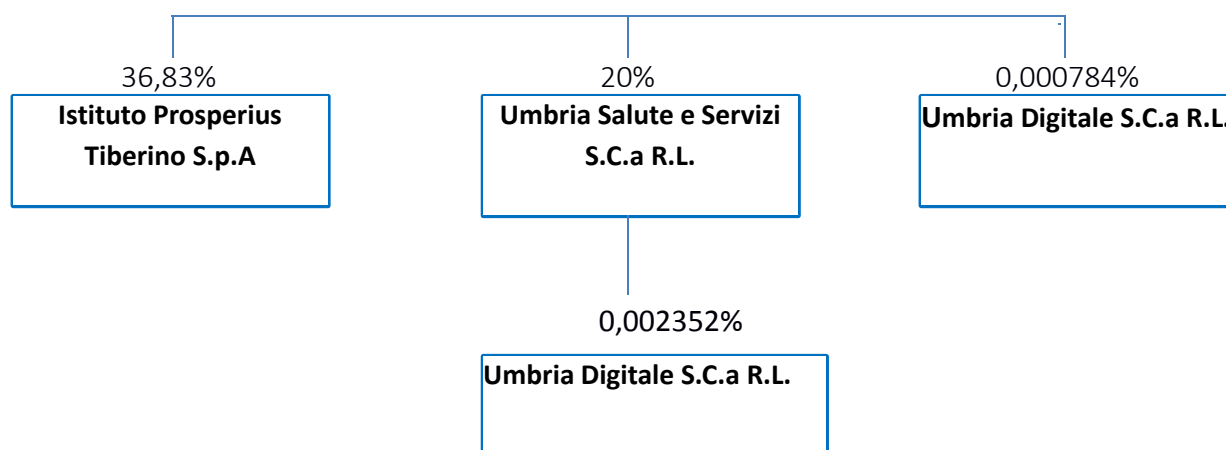 36,83%
Istituto Prosperius
Tiberino S.p.A
20%
Umbria Salute e Servizi
S.C.a R.L.
0,000784%
Umbria Digitale S.C.a R.L.
0,002352%
Umbria Digitale S.C.a R.L.